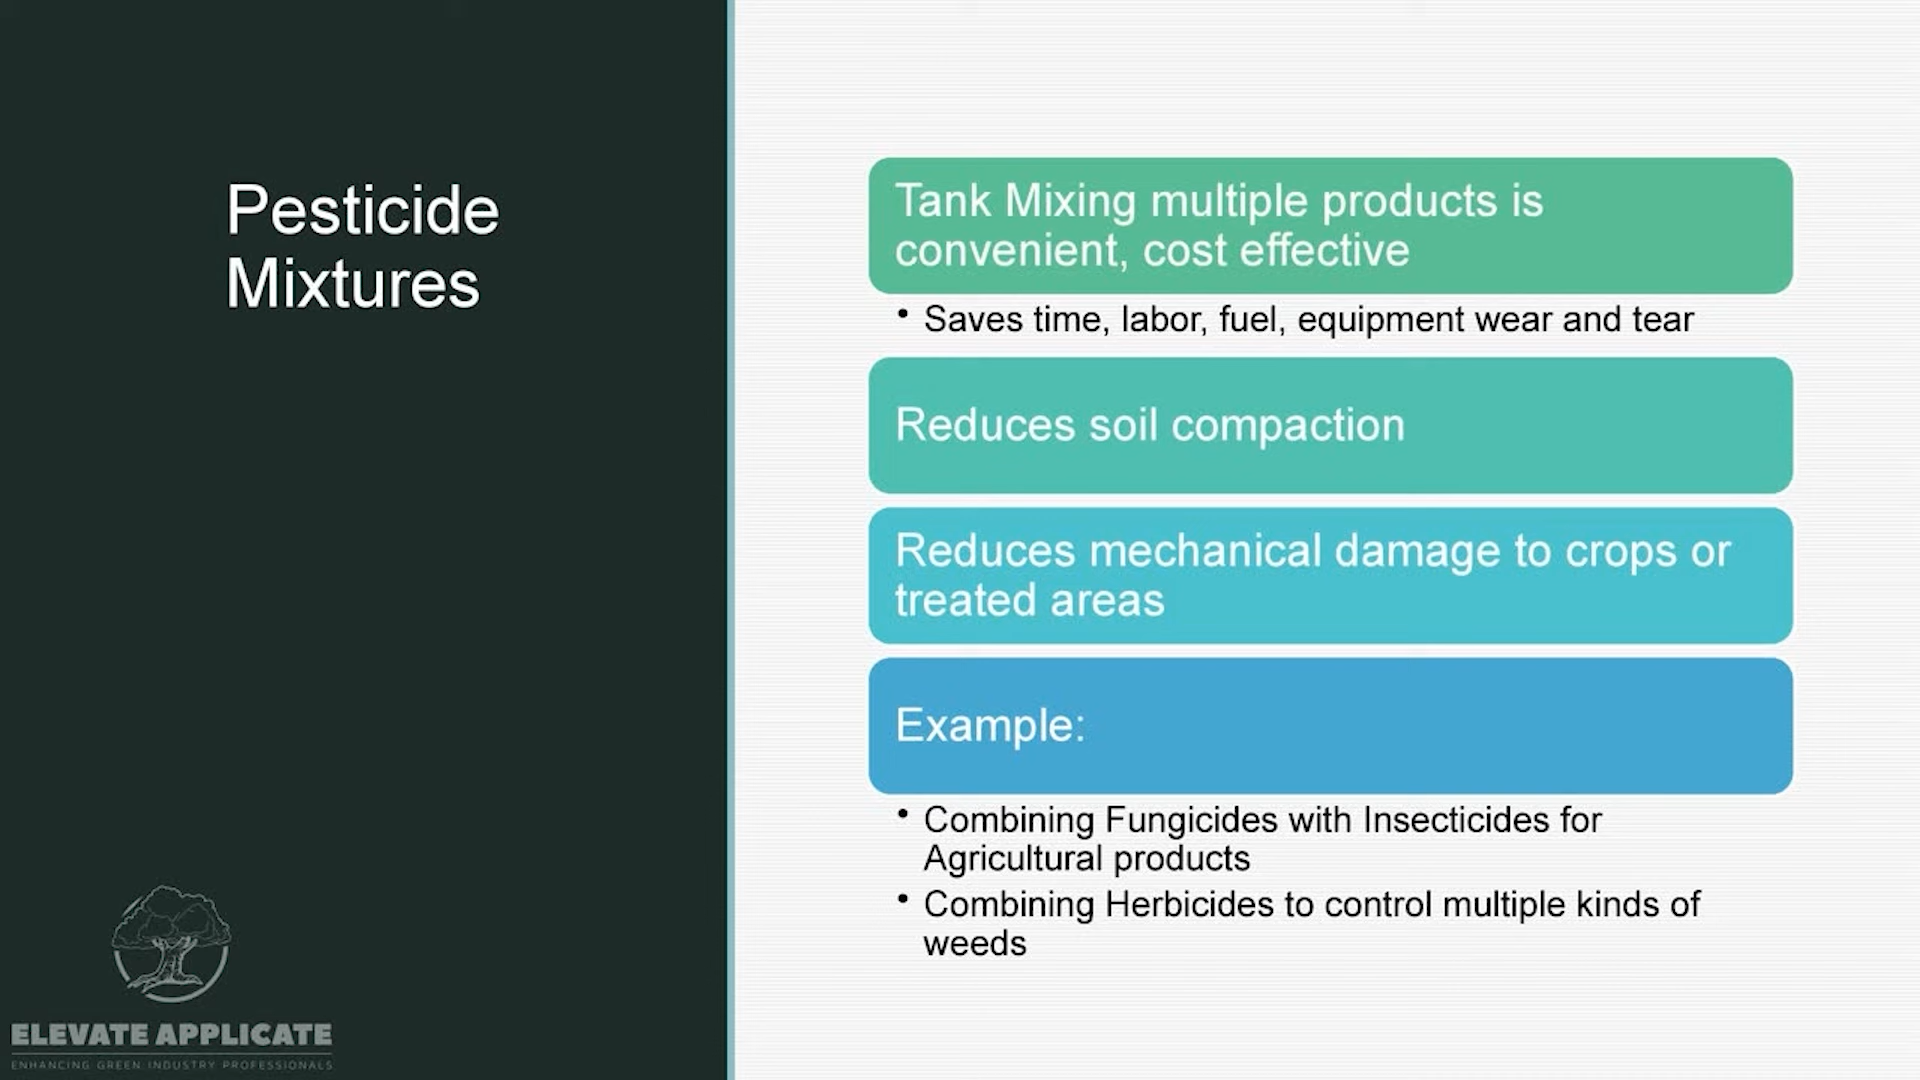 Pesticide
Mixtures
Tank Mixing multiple products is
convenient, cost effective
• Saves time, labor, fuel, equipment wear and tear
Reduces soil compaction
Reduces mechanical damage to crops or
treated areas
Example:
• Combining Fungicides with Insecticides for
Agricultural products
• Combining Herbicides to control multiple kinds of
weeds
ELEVATE APPLICATE
ENHANCING GREEN INDUSTRY PROFESSIONALS